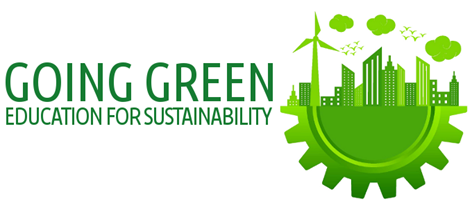 GOING GREEN
EDUCATION FOR SUSTAINABILITY